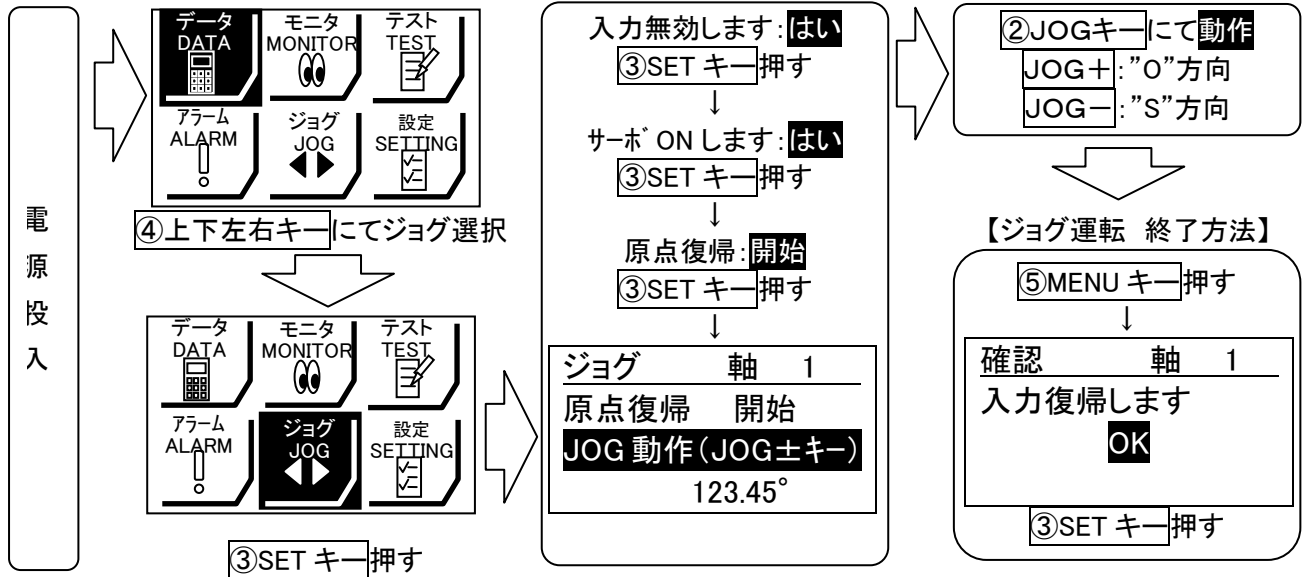 電源投入
データ モニタ テスト
DATA MONITOR TEST
アラーム ジョグ 設定
ALARM JOG SETTING
④上下左右キーにてジョグ選択
データ モニタ テスト
DATA MONITOR TEST
アラーム ジョグ 設定
ALARM JOG SETTING
③SET キー押す
入力無効します:はい
③SET キー押す
↓
サーボ ON します:はい
③SET キー押す
↓
原点復帰:開始
③SET キー押す
↓
ジョグ 軸 1
原点復帰 開始
JOG 動作(JOG±キー)
123.45°
②JOGキーにて動作
JOG+:”O”方向
JOG-:”S”方向
【ジョグ運転 終了方法】
⑤MENU キー押す
↓
確認 軸 1
入力復帰します
OK
③SET キー押す